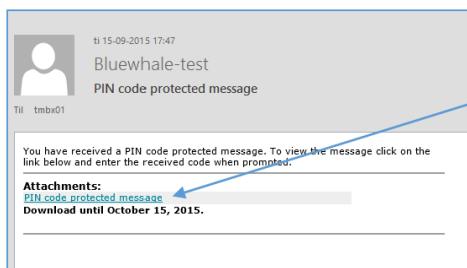 ti 15-09-2015 17:47
Bluewhale-test
PIN code protected message
Til tmbx01
You have received a PIN code protected message. To view the message click on the
link below and enter the received code when prompted.
Attachments:
PIN code protected message
Download until October 15, 2015.